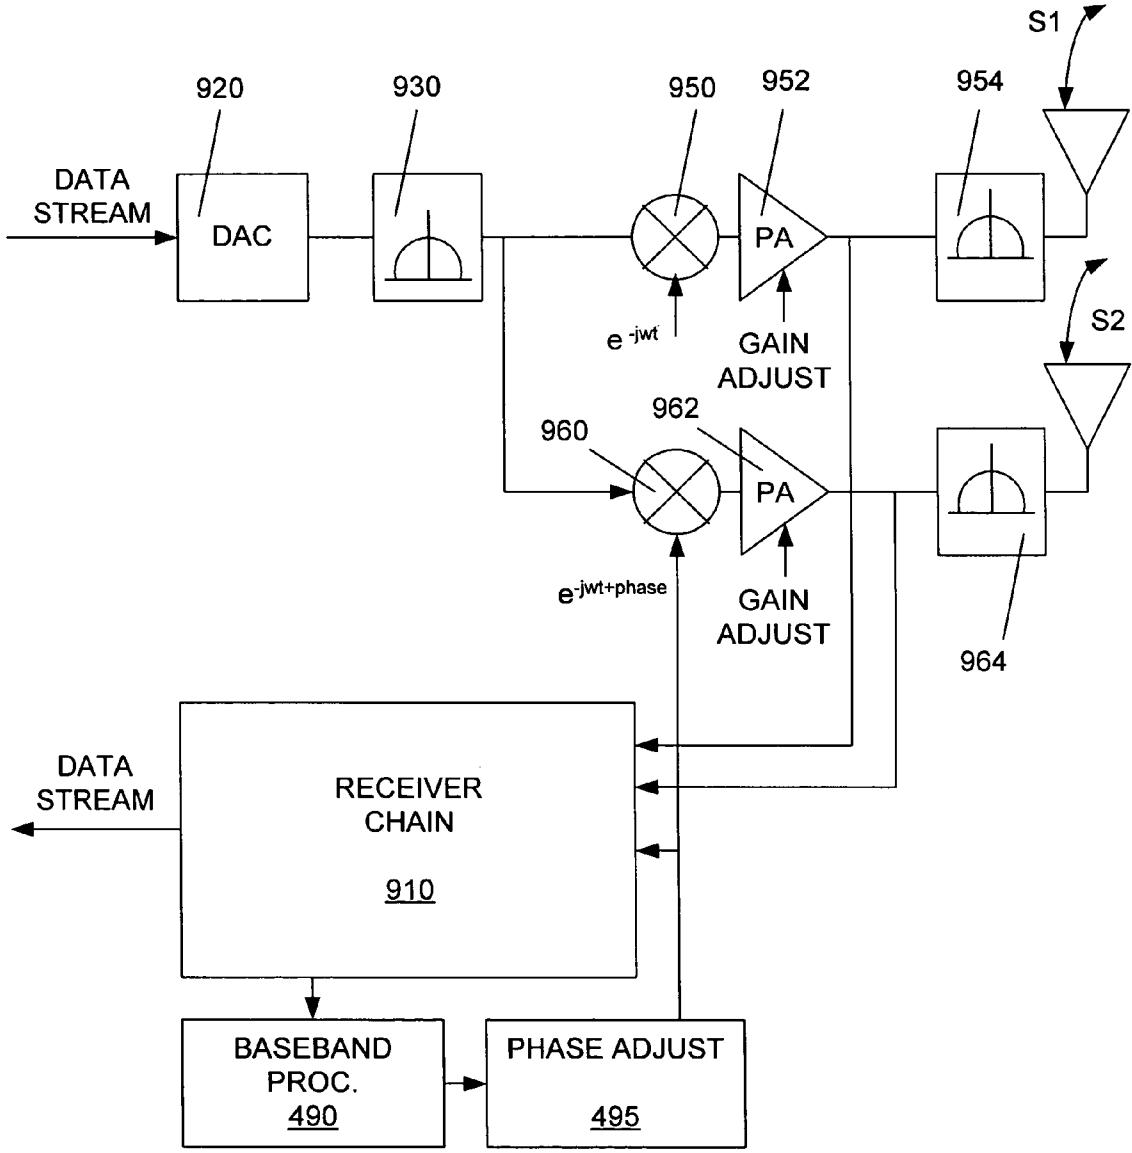 S1
920
930
950
952
954
DATA
STREAM
DAC
PA
e -jwt
GAIN
ADJUST
S2
960
962
PA
e-jwt+phase
GAIN
ADJUST
964
DATA
STREAM
RECEIVER
CHAIN
910
BASEBAND
PROC.
490
PHASE ADJUST
495